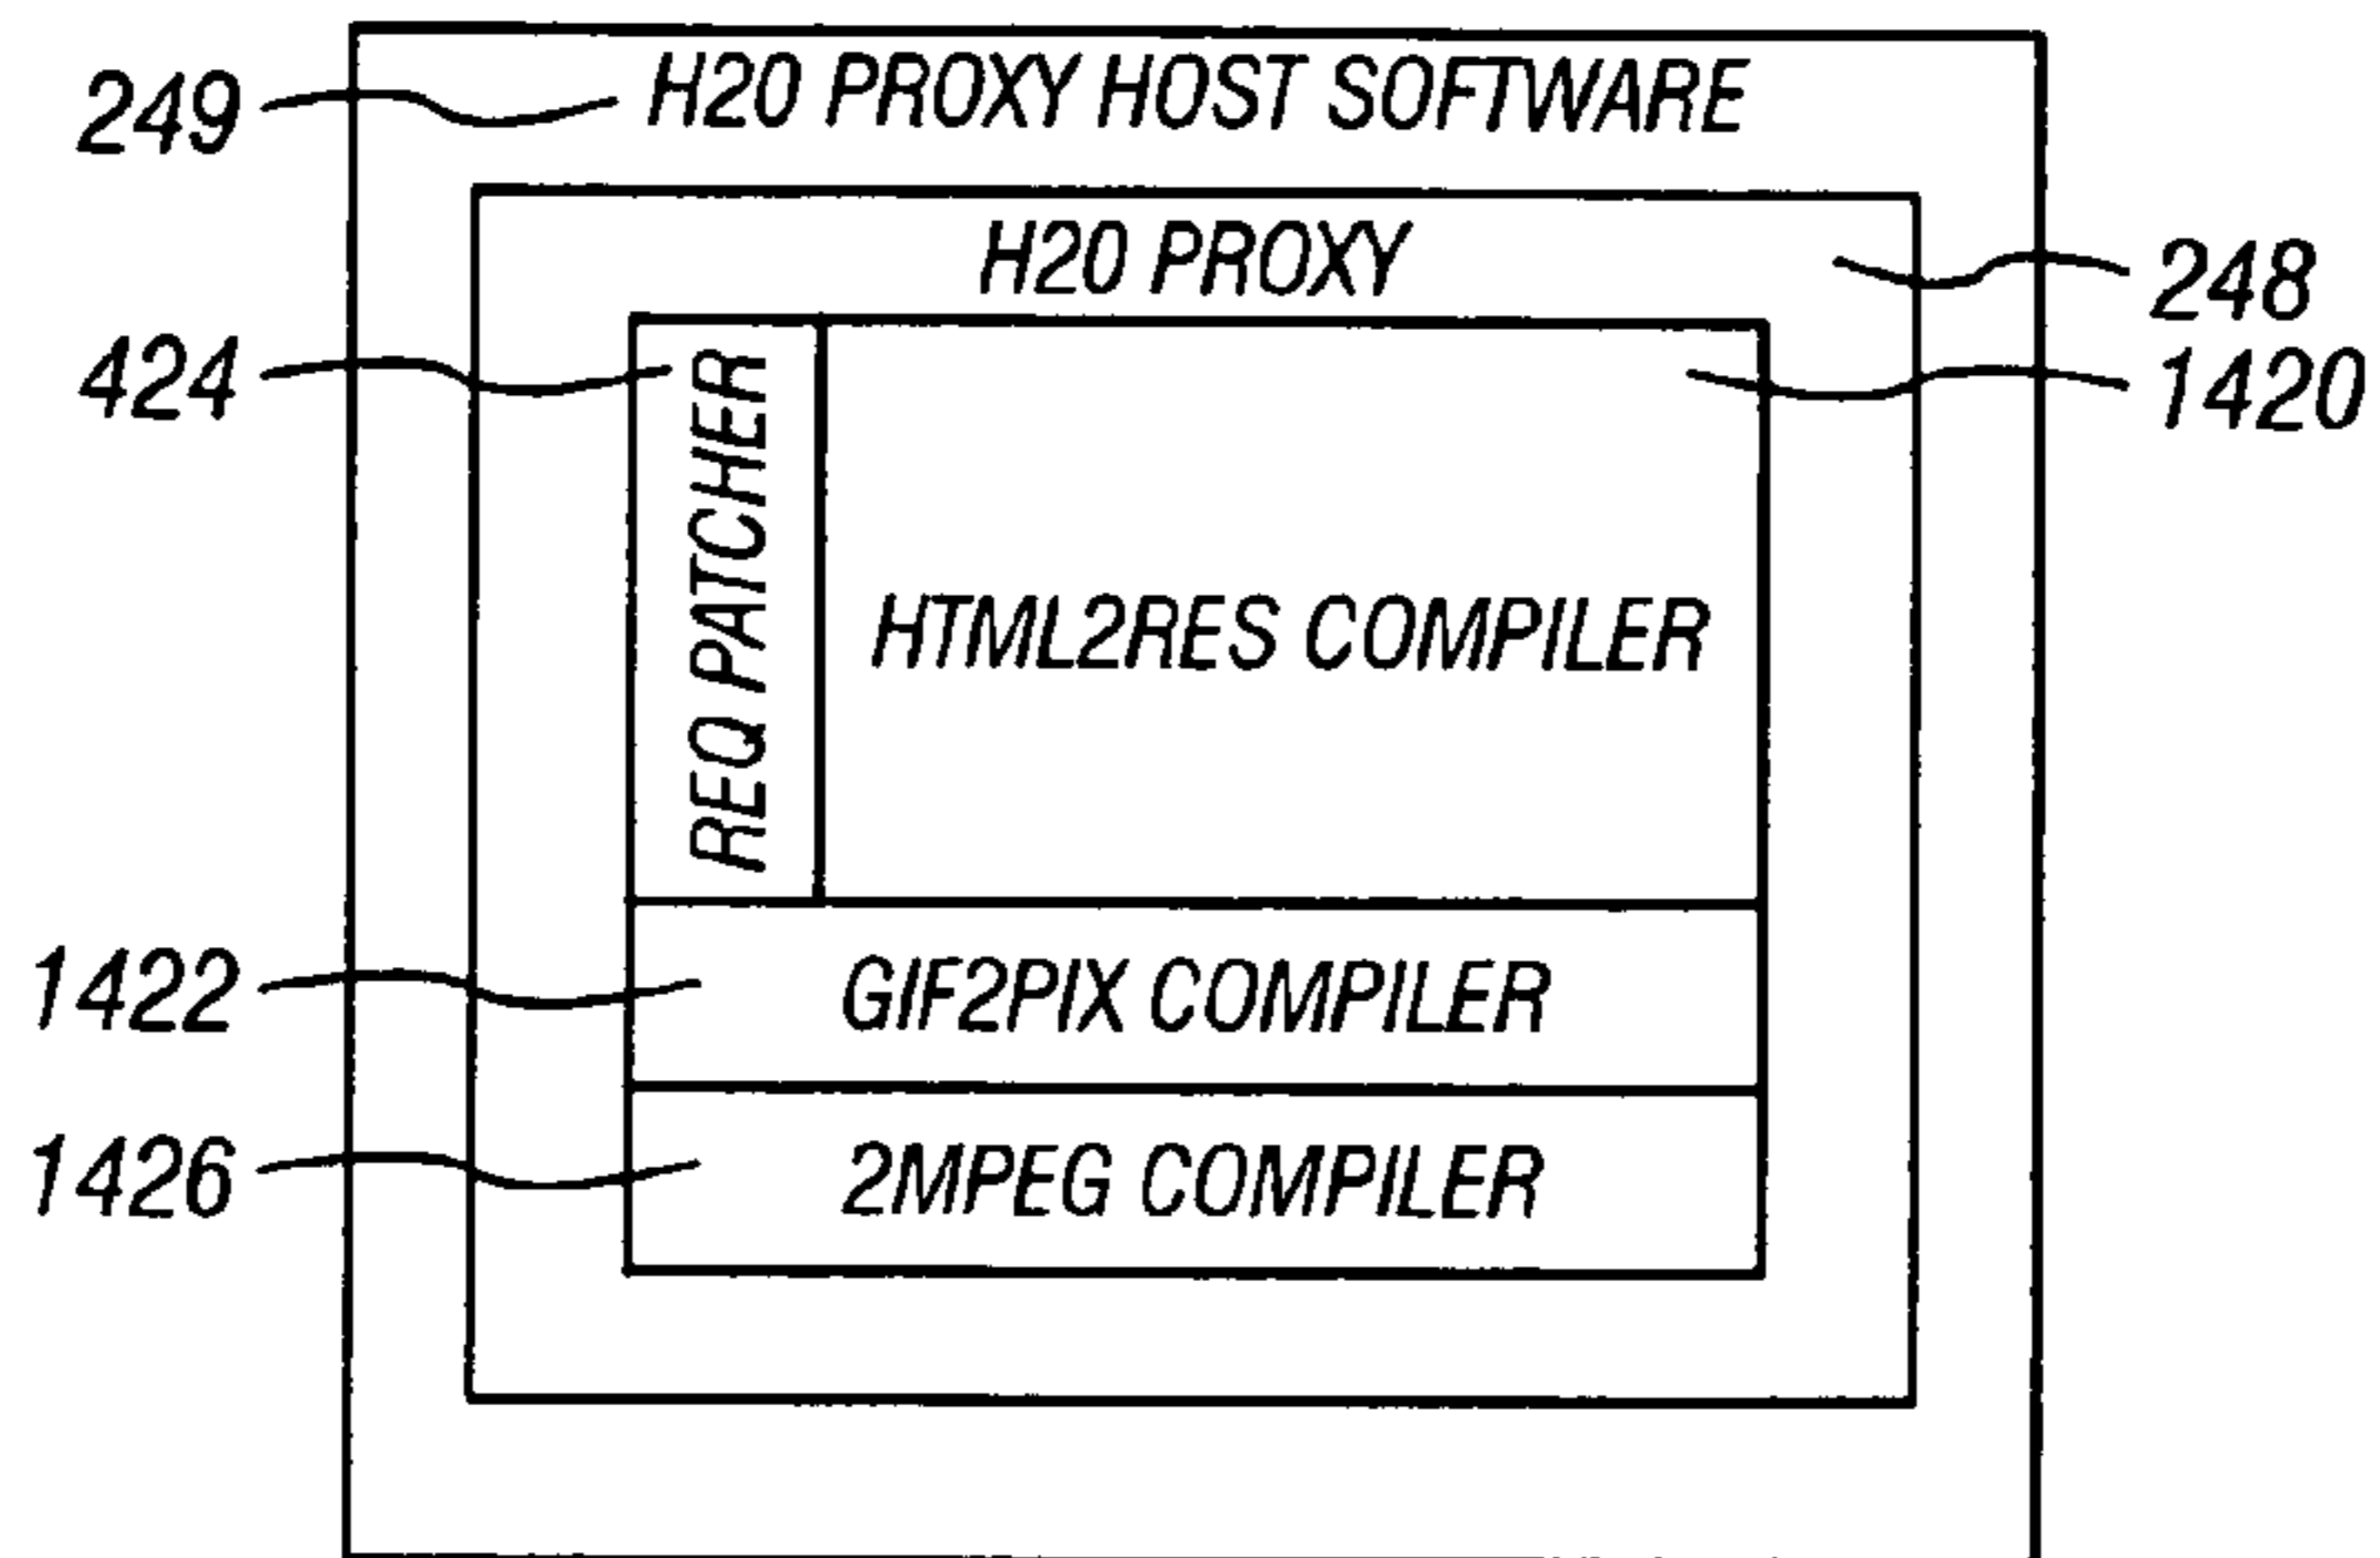 249
H20 PROXY HOST SOFTWARE
H20 PROXY
248
424
1420
REQ PATCHER
HTML2RES COMPILER
1422
GIF2PIX COMPILER
1426
2MPEG COMPILER